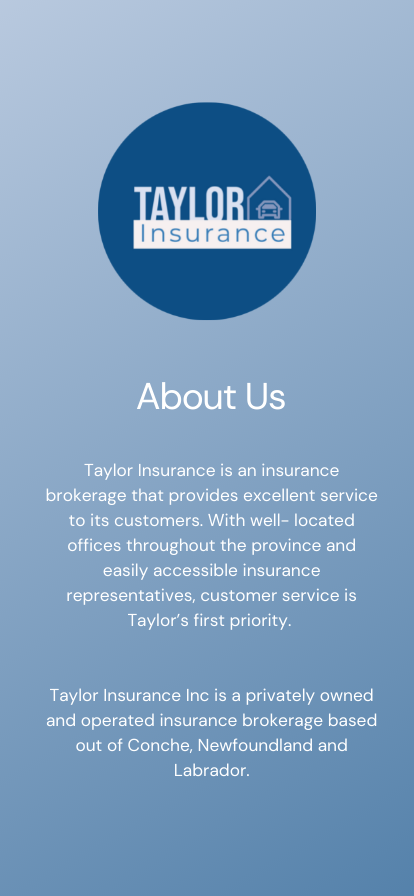 TAYLOR
Insurance
About Us
Taylor Insurance is an insurance
brokerage that provides excellent service
to its customers. With well- located
offices throughout the province and
easily accessible insurance
representatives, customer service is
Taylor’s first priority.
Taylor Insurance Inc is a privately owned
and operated insurance brokerage based
out of Conche, Newfoundland and
Labrador.